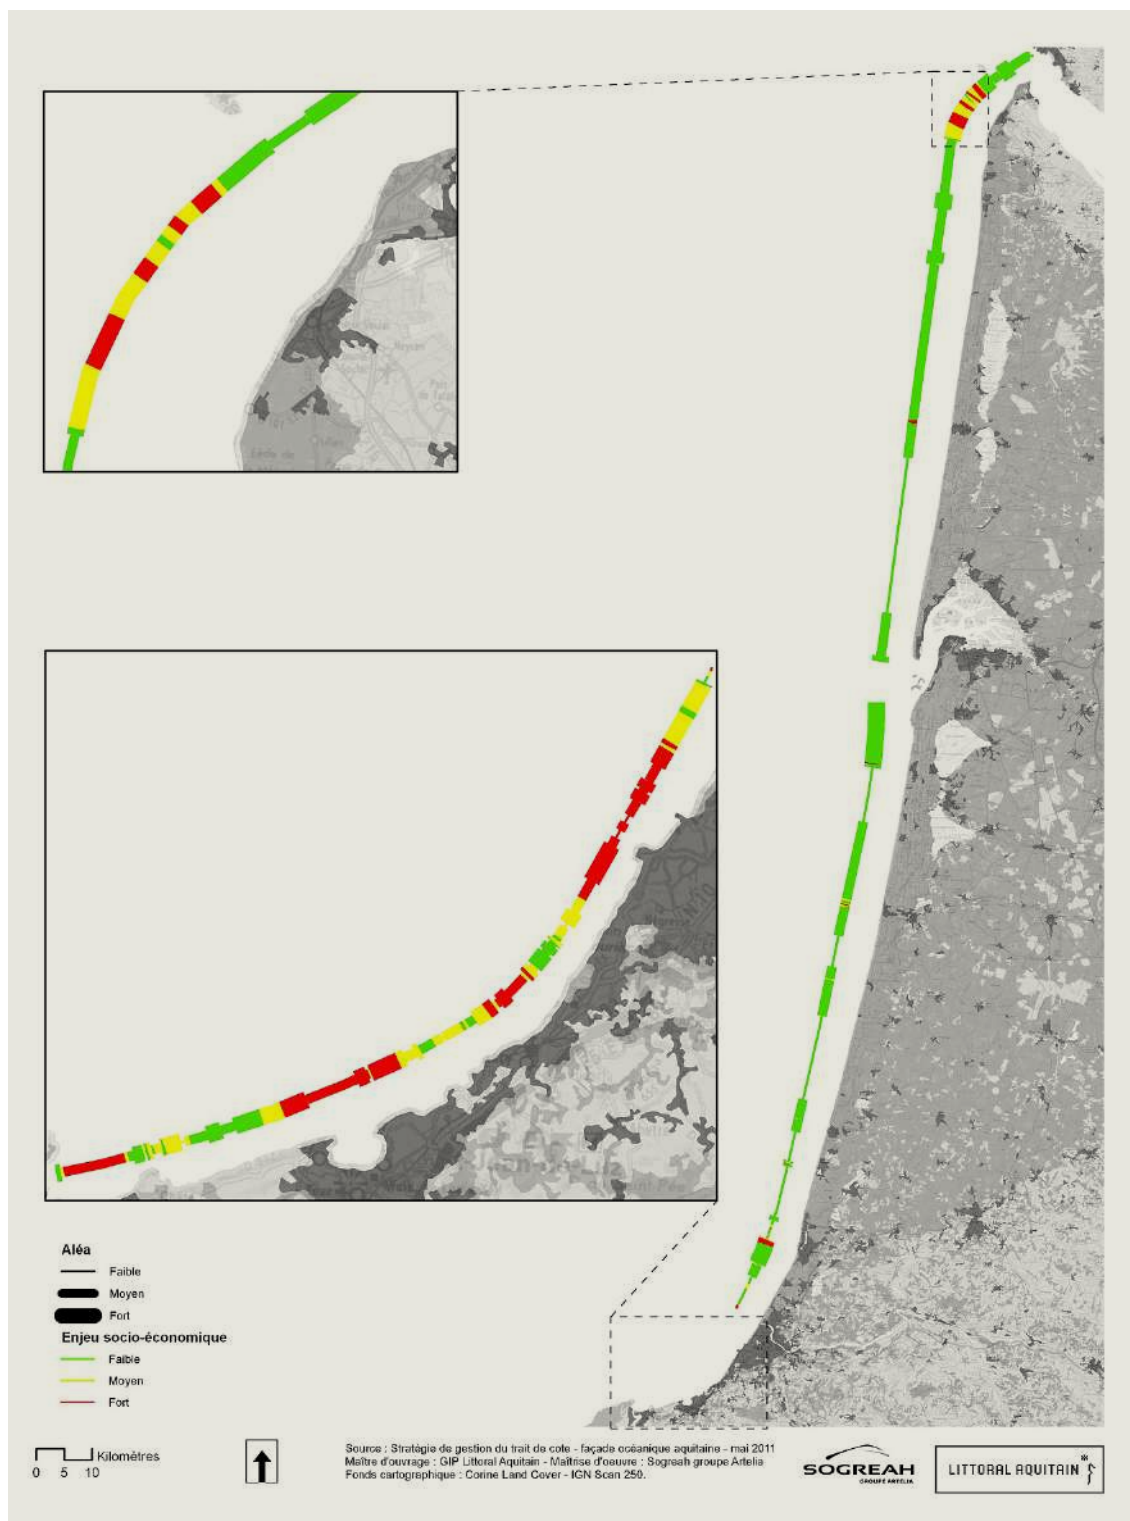 Aléa
Faible
Moyen
Fort
Enjeu socio-économique
Faible
Moyen
Fort
Kilomètres
0 5 10
Source : Stratégie de gestion du trait de cote - façade océanique aquitaine - mai 2011
Maître d'ouvrage : GIP Littoral Aquitain - Maîtrise d'oeuvre : Sogreah groupe Artelia
Fonds cartographique : Corine Land Cover - IGN Scan 250.
SOGREAH
GROUPE ARTELIA
LITTORAL AQUITAIN*